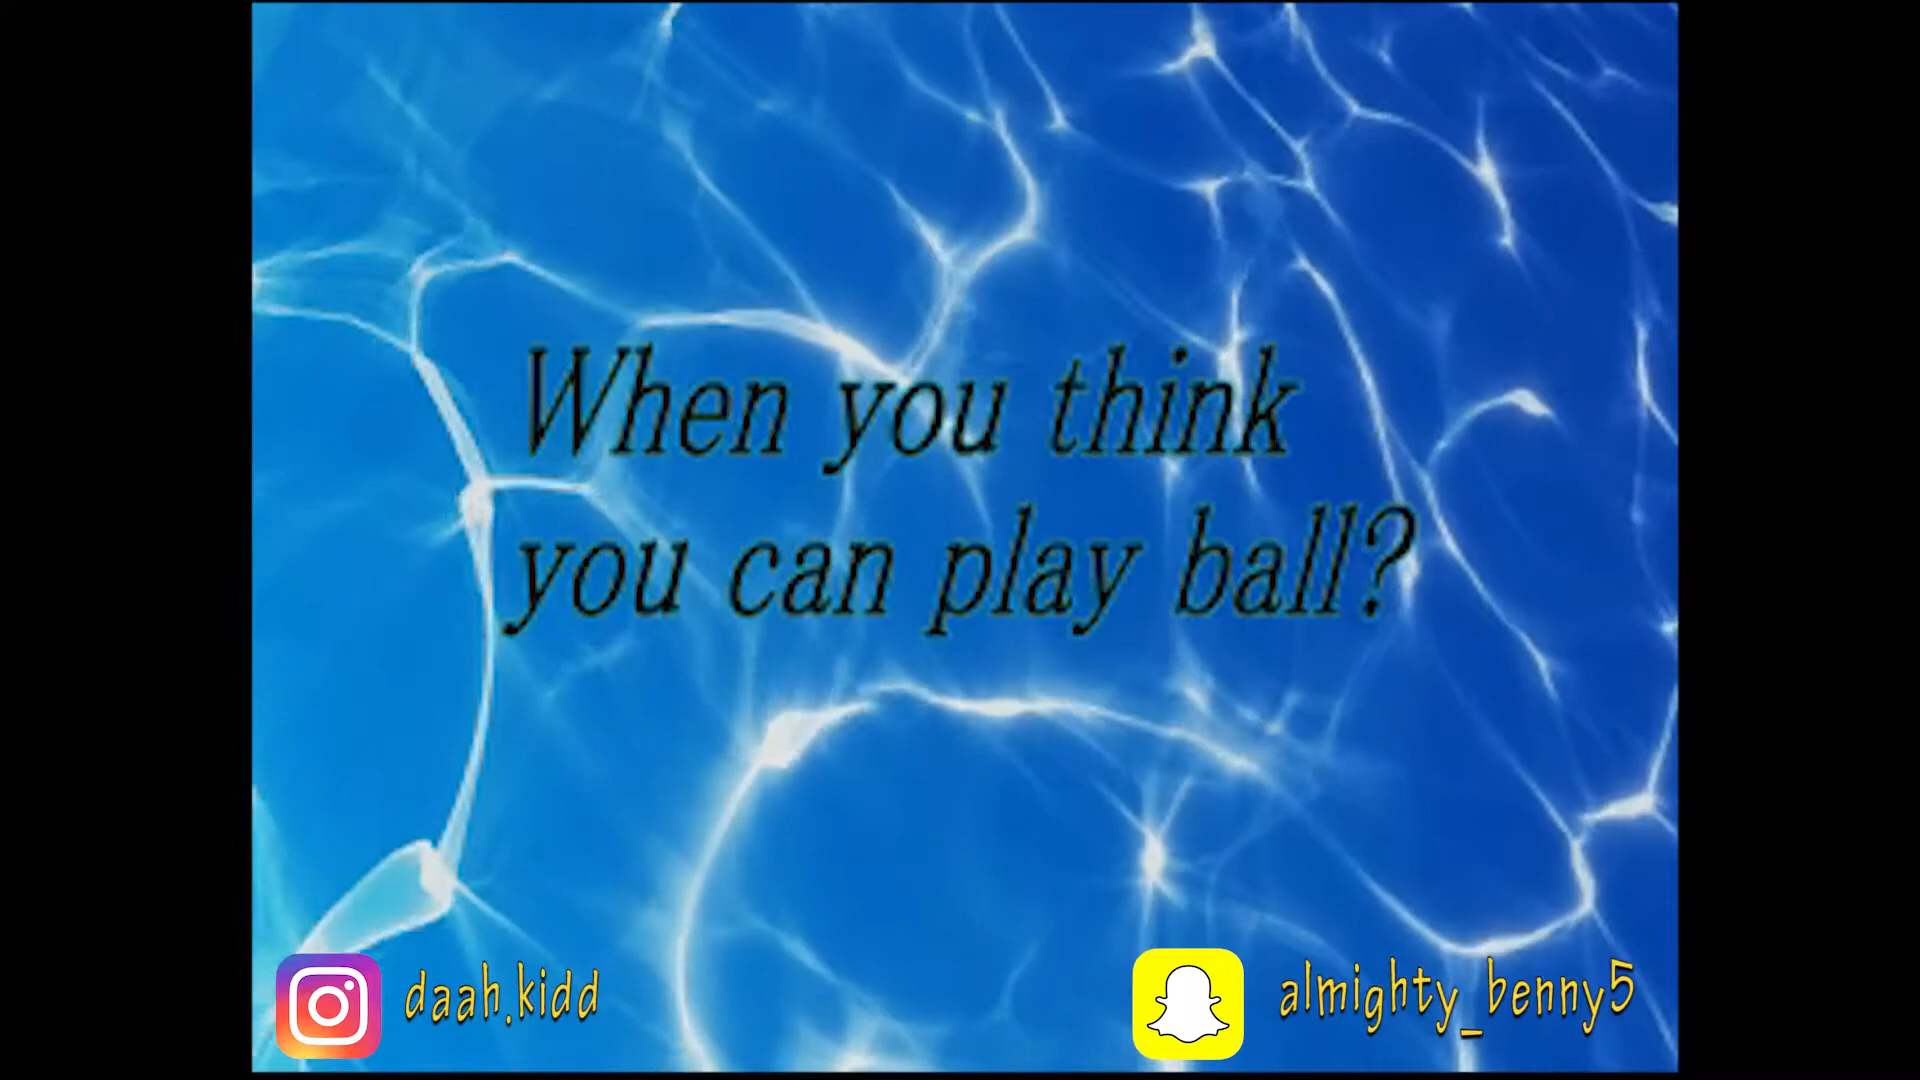 When you think
you can play ball?
daah.kidd
almighty_benny5